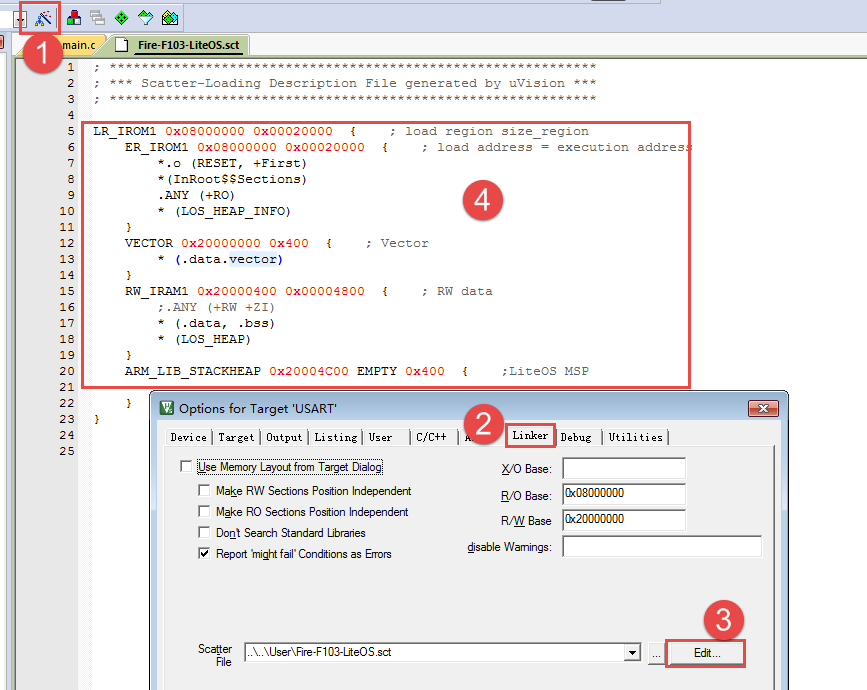 1
main.c
Fire-F103-LiteOS.sct
1 ; *************************************************************
2 ; *** Scatter-Loading Description File generated by uVision ***
3 ; *************************************************************
4
5 LR_IROM1 0x08000000 0x00020000 { ; load region size_region
6 ER_IROM1 0x08000000 0x00020000 { ; load address = execution address
7 *.o (RESET, +First)
8 *(InRoot$$Sections)
9 .ANY (+RO)
10 * (LOS_HEAP_INFO)
11 }
12 VECTOR 0x20000000 0x400 { ; Vector
13 * (.data.vector)
14 }
15 RW_IRAM1 0x20000400 0x00004800 { ; RW data
16 ;.ANY (+RW +ZI)
17 * (.data, .bss)
18 * (LOS_HEAP)
19 }
20 ARM_LIB_STACKHEAP 0x20004C00 EMPTY 0x400 { ;LiteOS MSP
21
22 }
23 }
24
25
4
Options for Target 'USART'
2
Device Target Output Listing User C/C++ Linker Debug Utilities
Use Memory Layout from Target Dialog
Make RW Sections Position Independent
Make RO Sections Position Independent
Don't Search Standard Libraries
Report 'might fail' Conditions as Errors
X/O Base:
R/O Base: 0x08000000
R/W Base 0x20000000
disable Warnings:
3
Scatter File ..\..\User\Fire-F103-LiteOS.sct ... Edit...